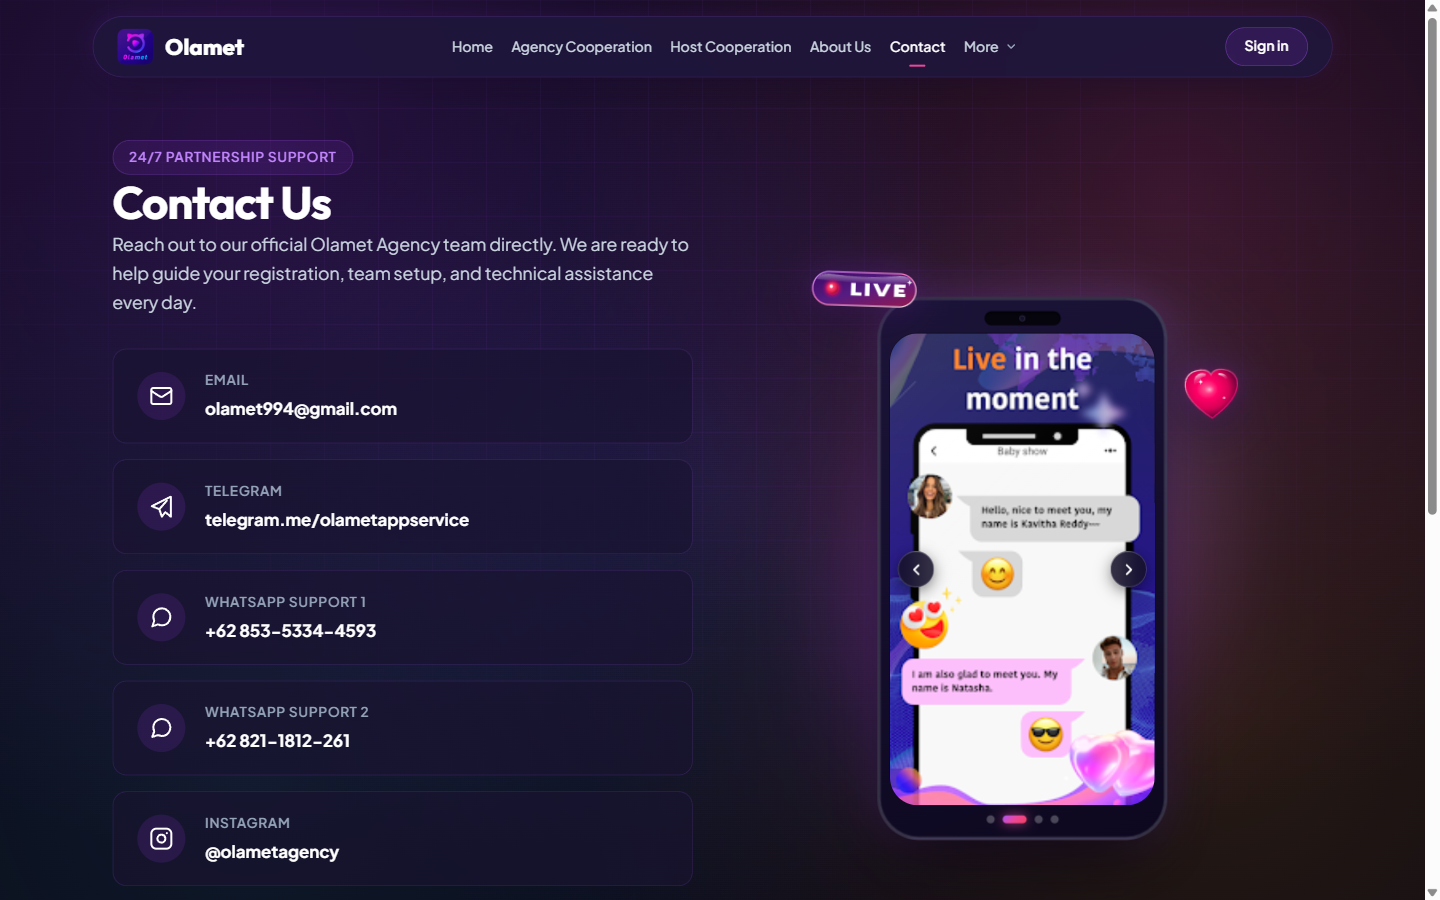 Olamet
Olamet
Home
Agency Cooperation
Host Cooperation
About Us
Contact
More
Sign in
24/7 PARTNERSHIP SUPPORT
Contact Us
Reach out to our official Olamet Agency team directly. We are ready to
help guide your registration, team setup, and technical assistance
every day.
EMAIL
olamet994@gmail.com
TELEGRAM
telegram.me/olametappservice
WHATSAPP SUPPORT 1
+62 853-5334-4593
WHATSAPP SUPPORT 2
+62 821-1812-261
INSTAGRAM
@olametagency
LIVE
Live in the
moment
Baby show
Hello, nice to meet you, my
name is Kavitha Reddy~~
I am also glad to meet you. My
name is Natasha.